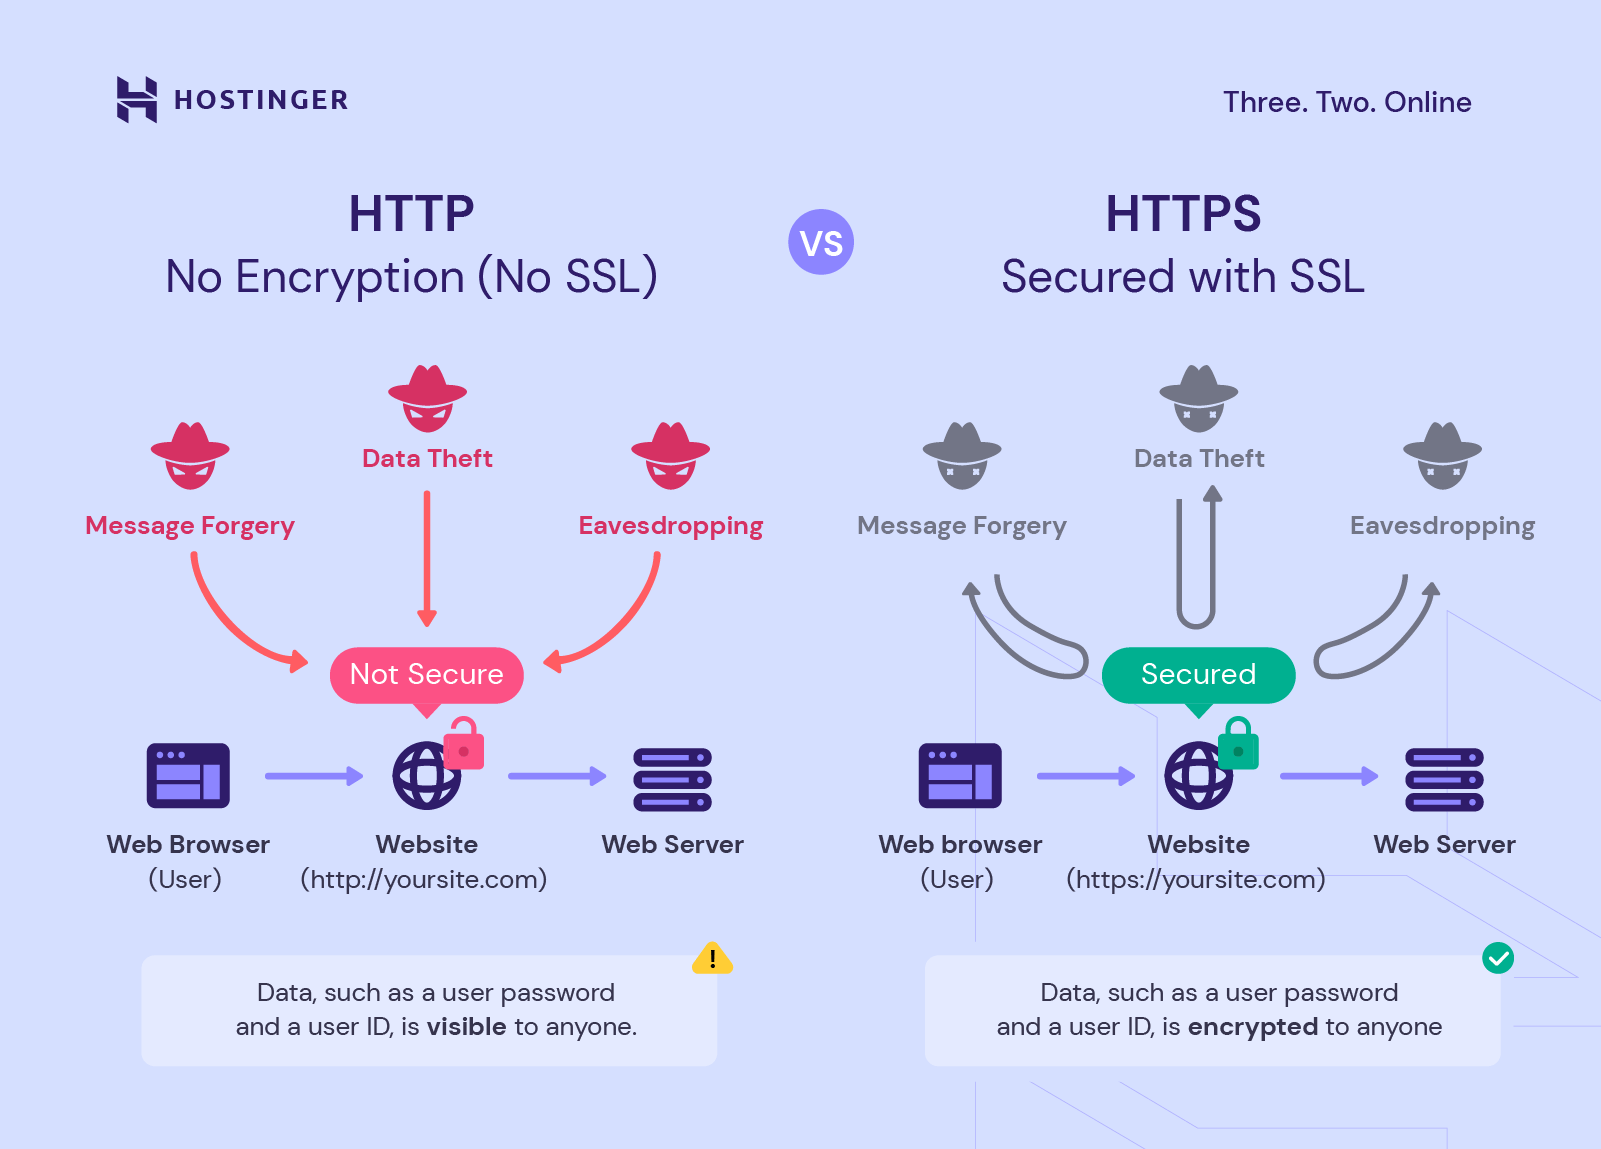 HOSTINGER
Three. Two. Online
HTTP
No Encryption (No SSL)
VS
HTTPS
Secured with SSL
Data Theft
Message Forgery
Eavesdropping
Not Secure
Web Browser
(User)
Website
(http://yoursite.com)
Web Server
Data, such as a user password
and a user ID, is visible to anyone.
Data Theft
Message Forgery
Eavesdropping
Secured
Web browser
(User)
Website
(https://yoursite.com)
Web Server
Data, such as a user password
and a user ID, is encrypted to anyone